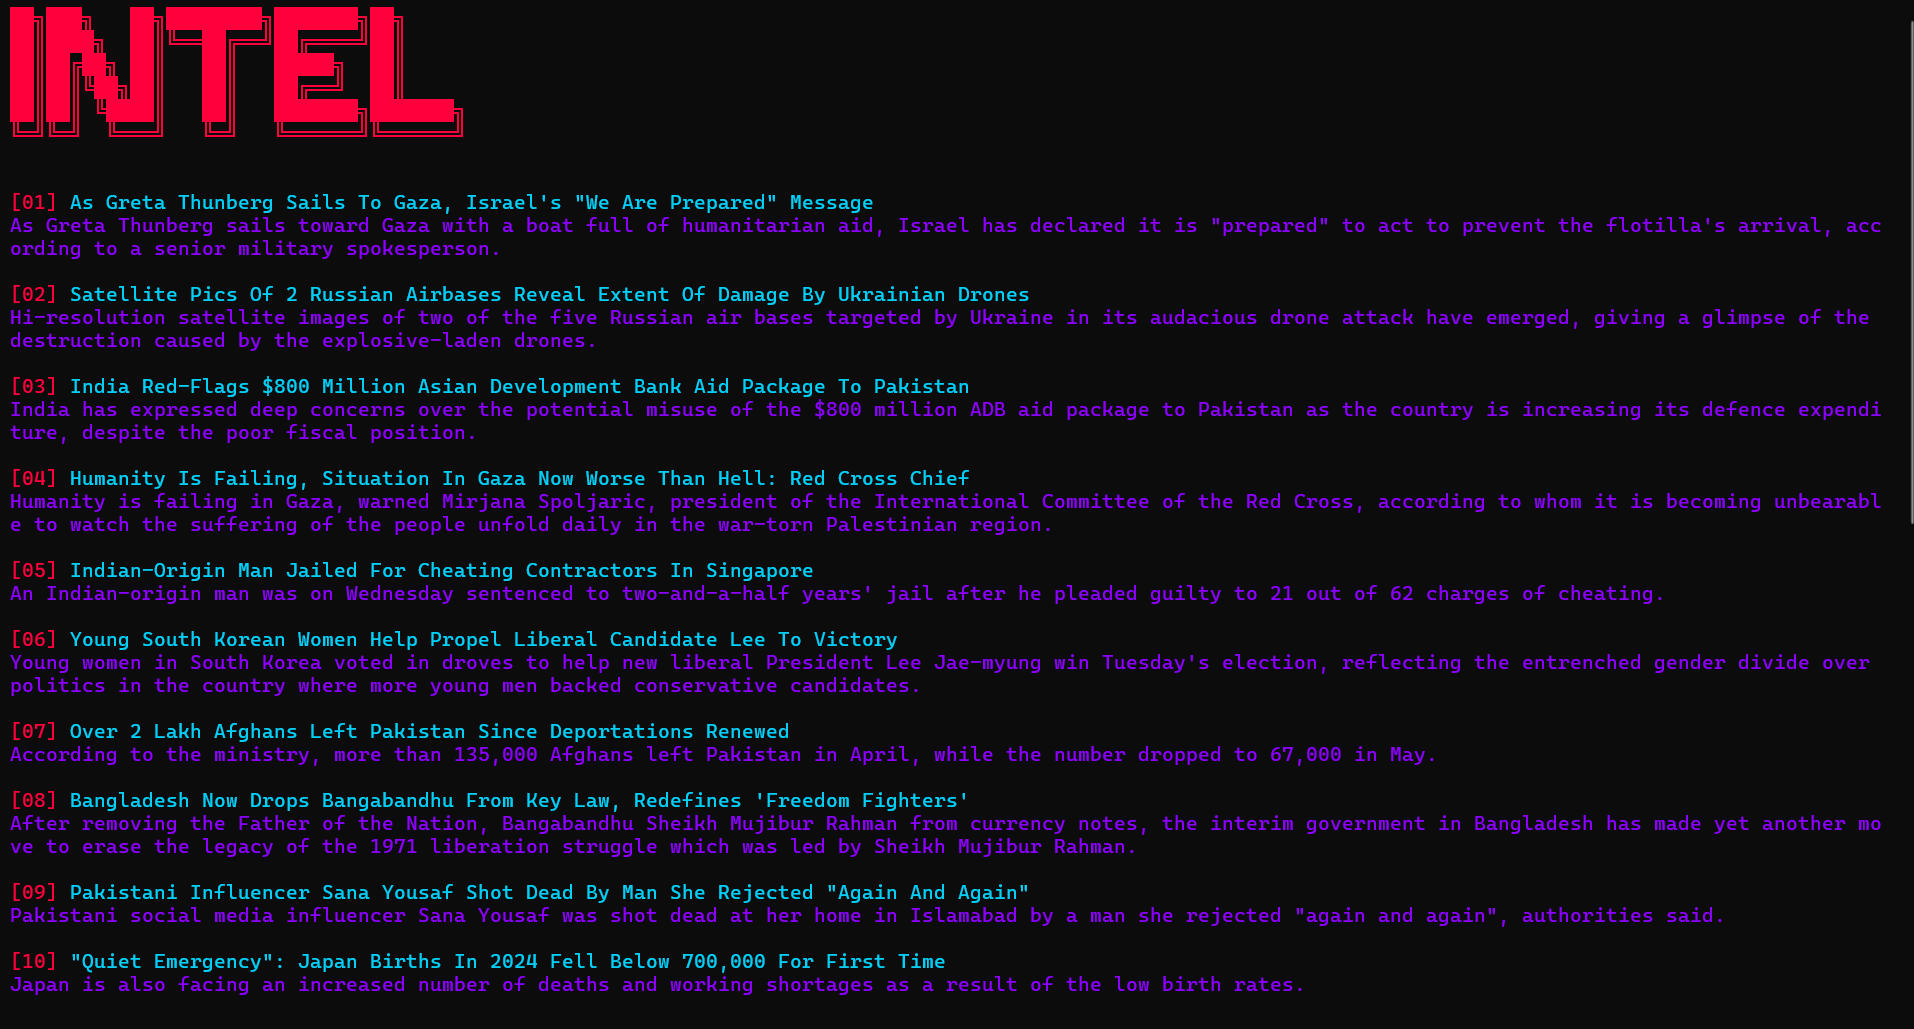 INTEL
[01] As Greta Thunberg Sails To Gaza, Israel's "We Are Prepared" Message
As Greta Thunberg sails toward Gaza with a boat full of humanitarian aid, Israel has declared it is "prepared" to act to prevent the flotilla's arrival, acc
ording to a senior military spokesperson.
[02] Satellite Pics Of 2 Russian Airbases Reveal Extent Of Damage By Ukrainian Drones
Hi-resolution satellite images of two of the five Russian air bases targeted by Ukraine in its audacious drone attack have emerged, giving a glimpse of the
destruction caused by the explosive-laden drones.
[03] India Red-Flags $800 Million Asian Development Bank Aid Package To Pakistan
India has expressed deep concerns over the potential misuse of the $800 million ADB aid package to Pakistan as the country is increasing its defence expendi
ture, despite the poor fiscal position.
[04] Humanity Is Failing, Situation In Gaza Now Worse Than Hell: Red Cross Chief
Humanity is failing in Gaza, warned Mirjana Spoljaric, president of the International Committee of the Red Cross, according to whom it is becoming unbearabl
e to watch the suffering of the people unfold daily in the war-torn Palestinian region.
[05] Indian-Origin Man Jailed For Cheating Contractors In Singapore
An Indian-origin man was on Wednesday sentenced to two-and-a-half years' jail after he pleaded guilty to 21 out of 62 charges of cheating.
[06] Young South Korean Women Help Propel Liberal Candidate Lee To Victory
Young women in South Korea voted in droves to help new liberal President Lee Jae-myung win Tuesday's election, reflecting the entrenched gender divide over
politics in the country where more young men backed conservative candidates.
[07] Over 2 Lakh Afghans Left Pakistan Since Deportations Renewed
According to the ministry, more than 135,000 Afghans left Pakistan in April, while the number dropped to 67,000 in May.
[08] Bangladesh Now Drops Bangabandhu From Key Law, Redefines 'Freedom Fighters'
After removing the Father of the Nation, Bangabandhu Sheikh Mujibur Rahman from currency notes, the interim government in Bangladesh has made yet another mo
ve to erase the legacy of the 1971 liberation struggle which was led by Sheikh Mujibur Rahman.
[09] Pakistani Influencer Sana Yousaf Shot Dead By Man She Rejected "Again And Again"
Pakistani social media influencer Sana Yousaf was shot dead at her home in Islamabad by a man she rejected "again and again", authorities said.
[10] "Quiet Emergency": Japan Births In 2024 Fell Below 700,000 For First Time
Japan is also facing an increased number of deaths and working shortages as a result of the low birth rates.